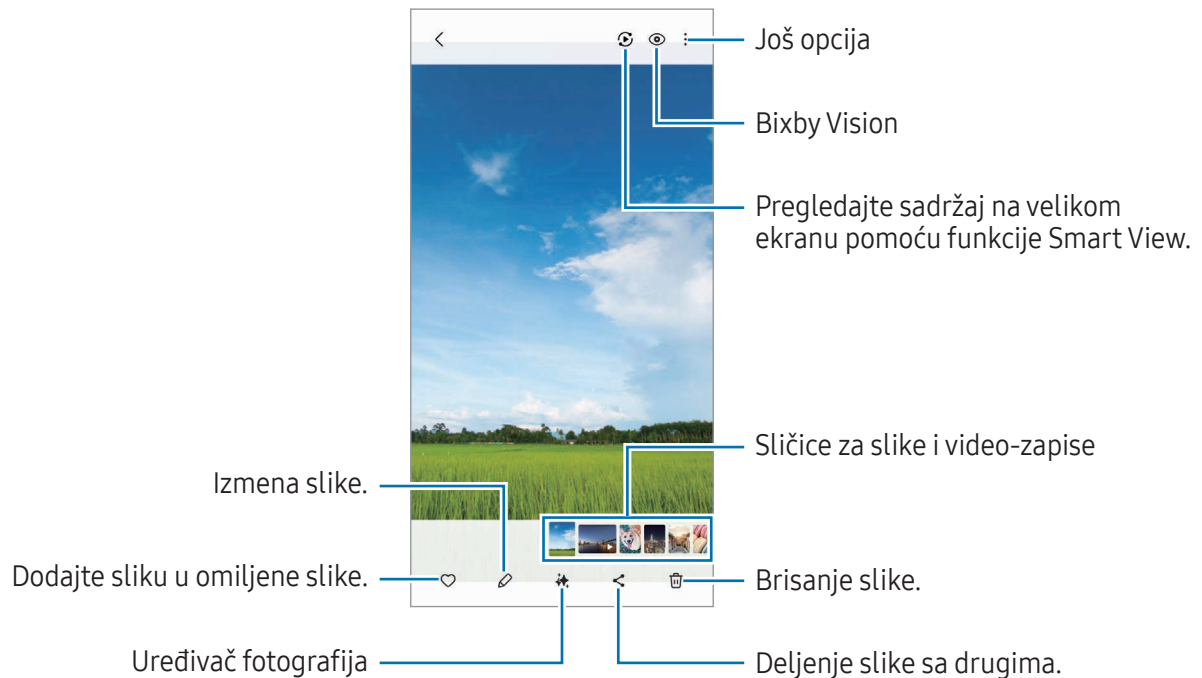 Još opcija
Bixby Vision
Pregledajte sadržaj na velikom
ekranu pomoću funkcije Smart View.
Sličice za slike i video-zapise
Izmena slike.
Dodajte sliku u omiljene slike.
Brisanje slike.
Uređivač fotografija
Deljenje slike sa drugima.